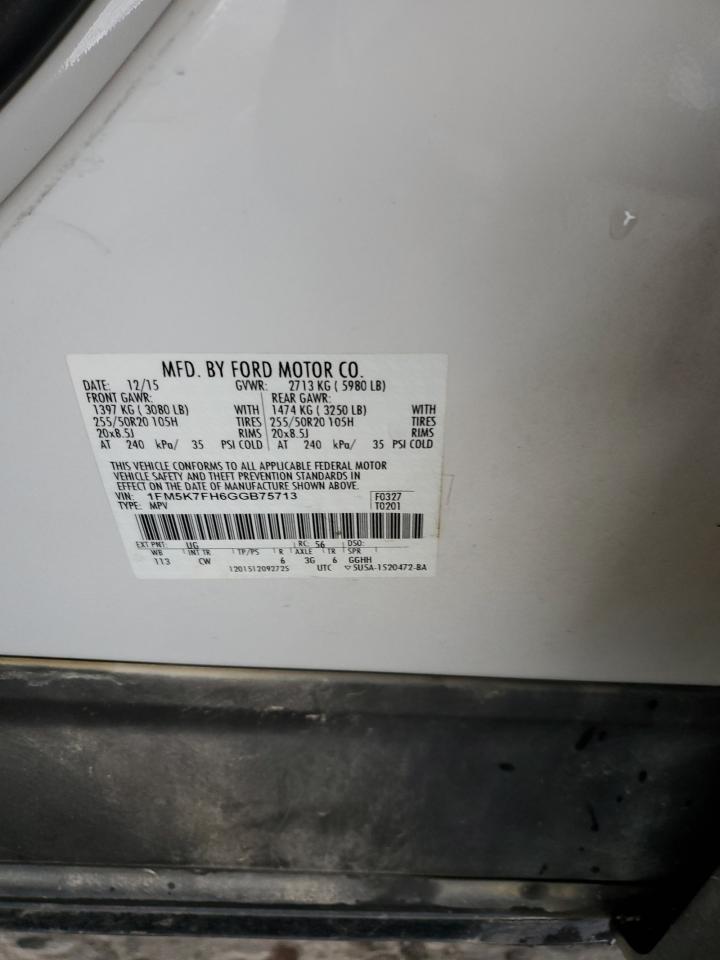 MFD. BY FORD MOTOR CO.
DATE: 12/15 GVWR: 2713 KG ( 5980 LB)
FRONT GAWR: REAR GAWR:
1397 KG ( 3080 LB) WITH 1474 KG ( 3250 LB) WITH
255/50R20 105H TIRES 255/50R20 105H TIRES
20x8.5J RIMS 20x8.5J RIMS
AT 240 kPa/ 35 PSI COLD AT 240 kPa/ 35 PSI COLD
THIS VEHICLE CONFORMS TO ALL APPLICABLE FEDERAL MOTOR
VEHICLE SAFETY AND THEFT PREVENTION STANDARDS IN
EFFECT ON THE DATE OF MANUFACTURE SHOWN ABOVE.
VIN: 1FM5K7FH6GGB75713 F0327
TYPE: MPV T0201
EXT PNT: UG RC: 56 DSO:
WB INT TR TP/PS R AXLE TR SPR
113 CW 6 3G 6 GGHH
1201512092725 UTC ▽5U5A-1520472-BA